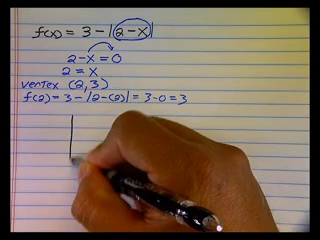 f(x) = 3 - |2-x|
2-x=0
2 = x
vertex (2,3)
f(2) = 3 - |2-(2)| = 3-0 = 3